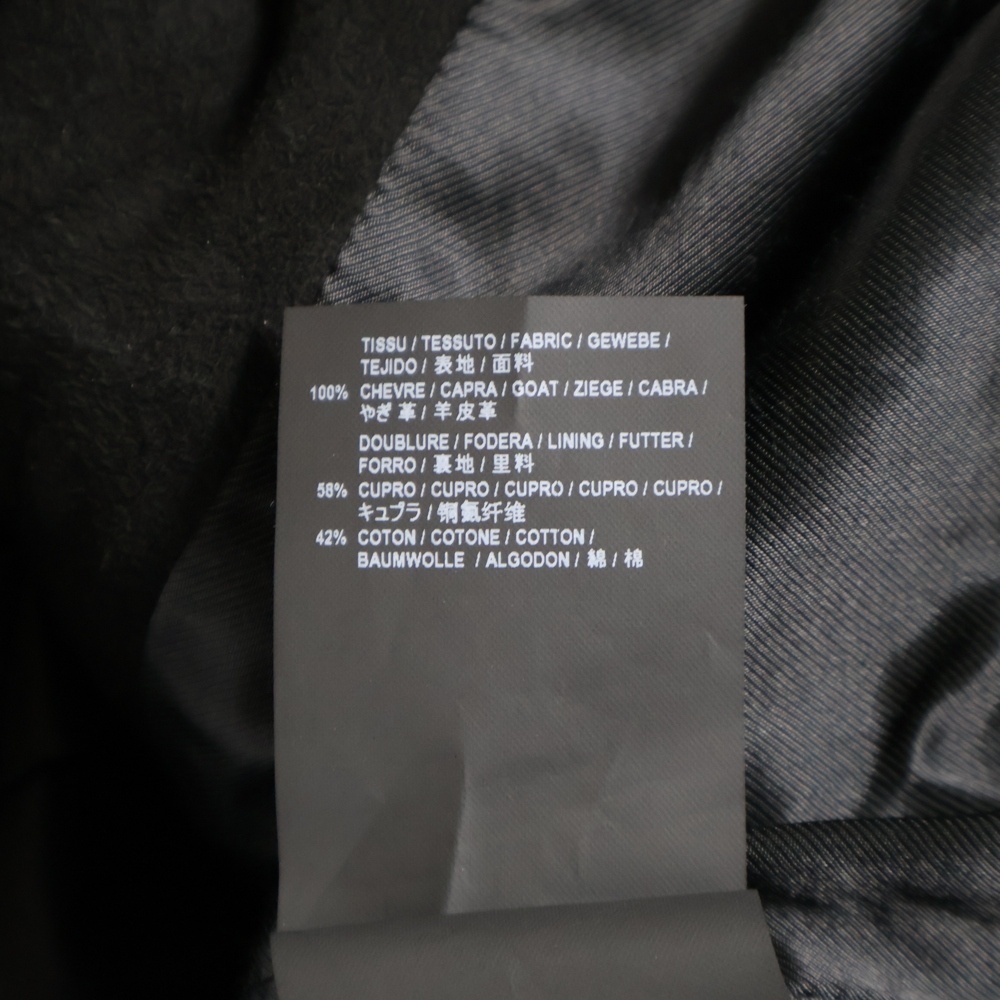 TISSU / TESSUTO / FABRIC / GEWEBE /
TEJIDO / 表地 / 面料
100% CHEVRE / CAPRA / GOAT / ZIEGE / CABRA /
やぎ革 / 羊皮革
DOUBLURE / FODERA / LINING / FUTTER /
FORRO / 裏地 / 里料
58% CUPRO / CUPRO / CUPRO / CUPRO / CUPRO /
キュプラ / 铜氨纤维
42% COTON / COTONE / COTTON /
BAUMWOLLE / ALGODON / 綿 / 棉